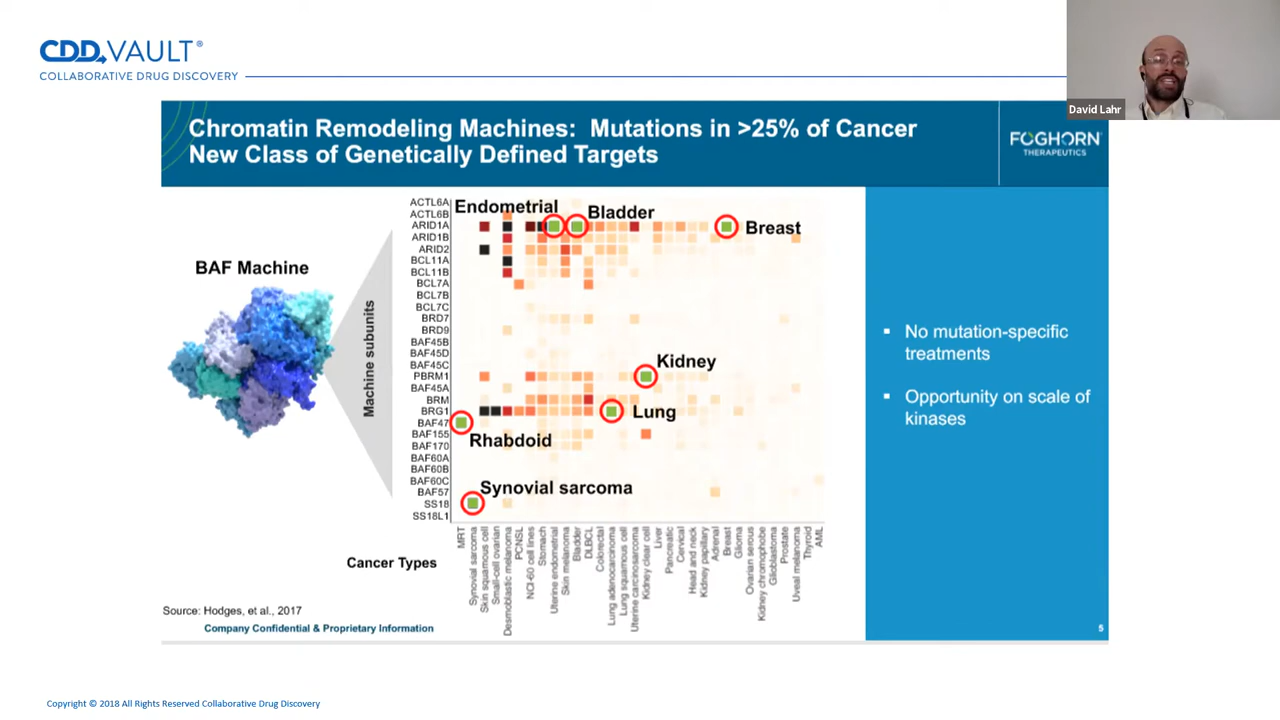 CDD VAULT®
COLLABORATIVE DRUG DISCOVERY
David Lahr
Chromatin Remodeling Machines: Mutations in >25% of Cancer
New Class of Genetically Defined Targets
FOGHORN
THERAPEUTICS
BAF Machine
Machine subunits
ACTL6A
ACTL6B
ARID1A
ARID1B
ARID2
BCL11A
BCL11B
BCL7A
BCL7B
BCL7C
BRD7
BRD9
BAF45B
BAF45D
BAF45C
PBRM1
BAF45A
BRM
BRG1
BAF47
BAF155
BAF170
BAF60A
BAF60B
BAF60C
BAF57
SS18
SS18L1
Endometrial
Bladder
Breast
Kidney
Lung
Rhabdoid
Synovial sarcoma
MRT
Synovial sarcoma
Skin squamous cell
Small-cell ovarian
Desmoblastic melanoma
PCNSL
NCI-60 cell lines
Stomach
Uterine endometrial
Skin melanoma
Bladder
DLBCL
Colorectal
Lung adenocarcinoma
Lung squamous cell
Uterine carcinosarcoma
Kidney clear cell
Liver
Pancreatic
Cervical
Head and neck
Kidney papillary
Adrenal
Breast
Glioma
Ovarian serous
Kidney chromophobe
Glioblastoma
Prostate
Uveal melanoma
Thyroid
AML
Cancer Types
Source: Hodges, et al., 2017
Company Confidential & Proprietary Information
▪ No mutation-specific
treatments
▪ Opportunity on scale of
kinases
5
Copyright © 2018 All Rights Reserved Collaborative Drug Discovery